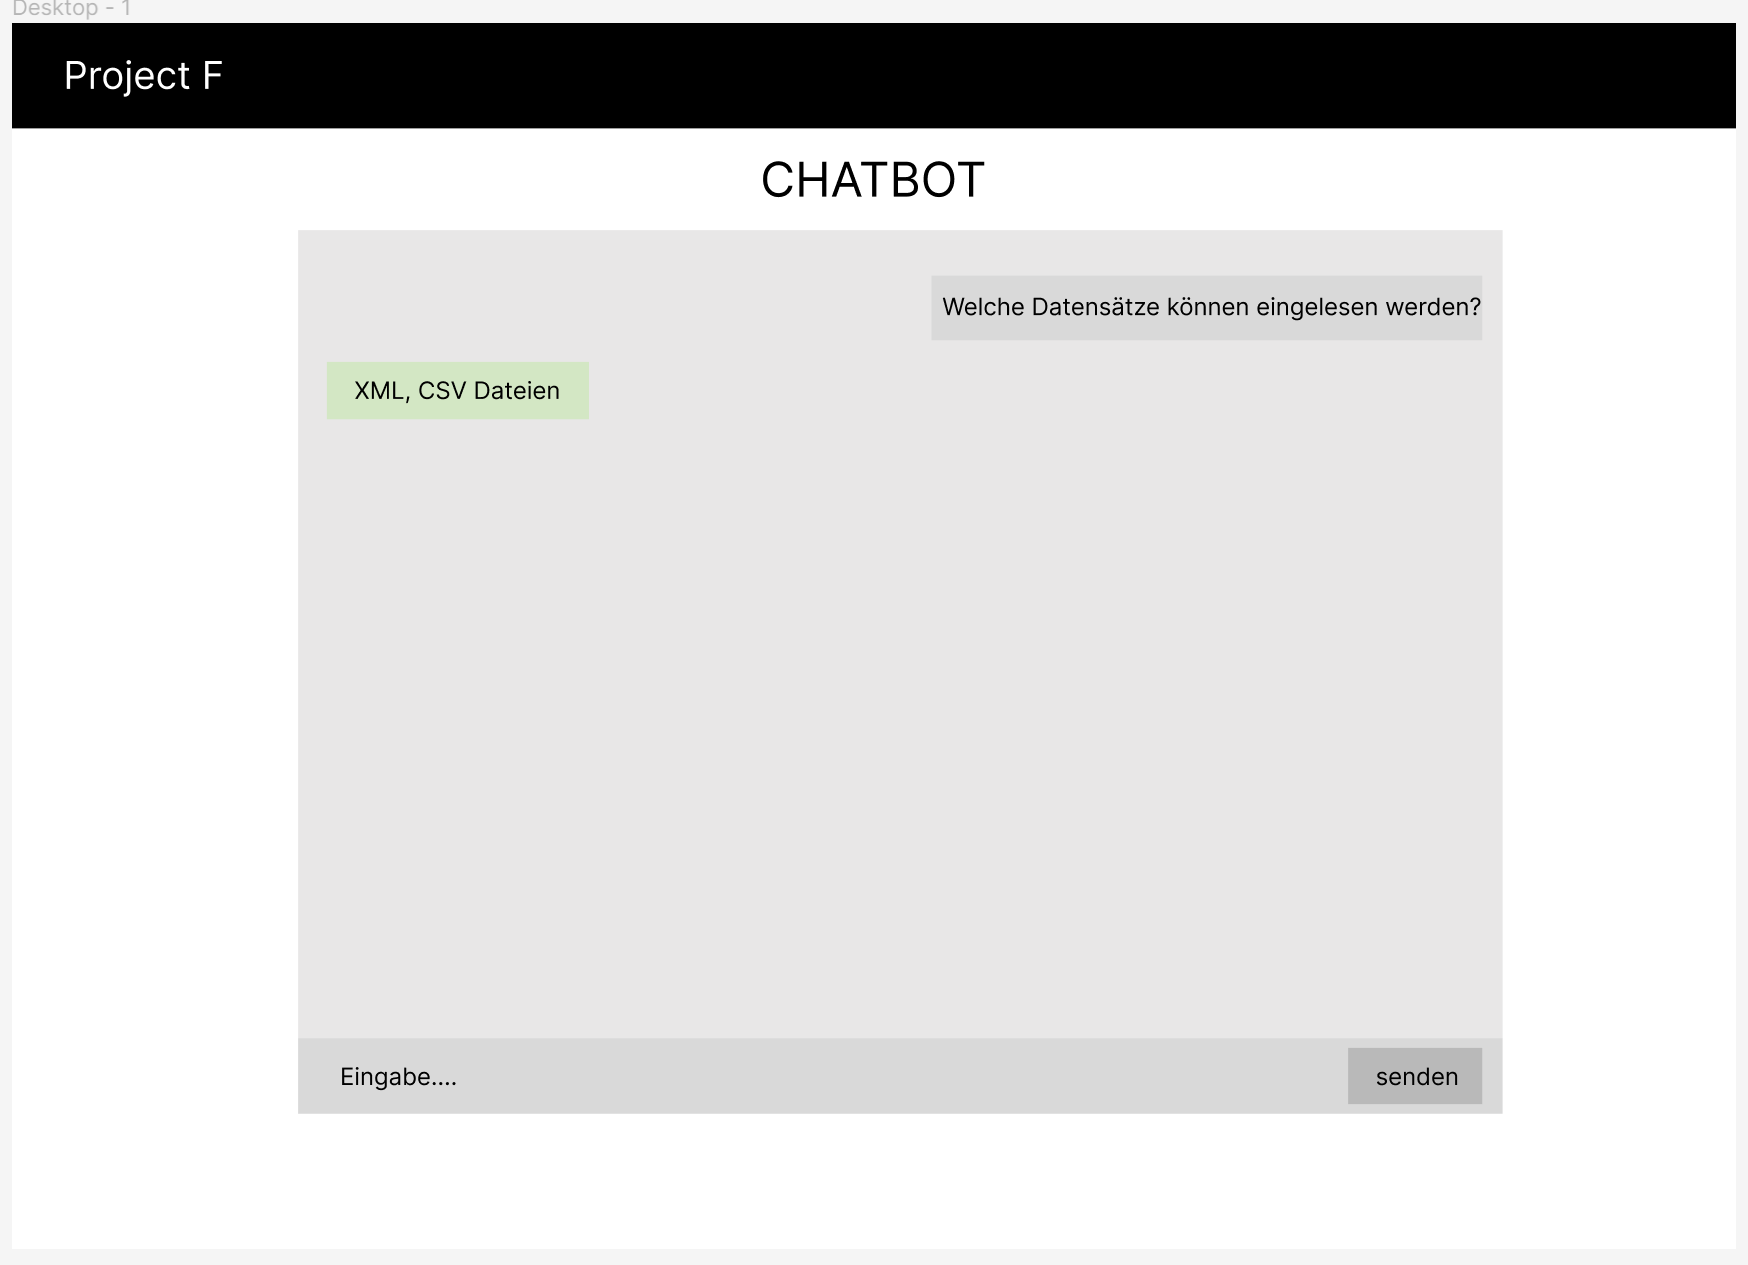 Desktop - 1
Project F
CHATBOT
Welche Datensätze können eingelesen werden?
XML, CSV Dateien
Eingabe....
senden